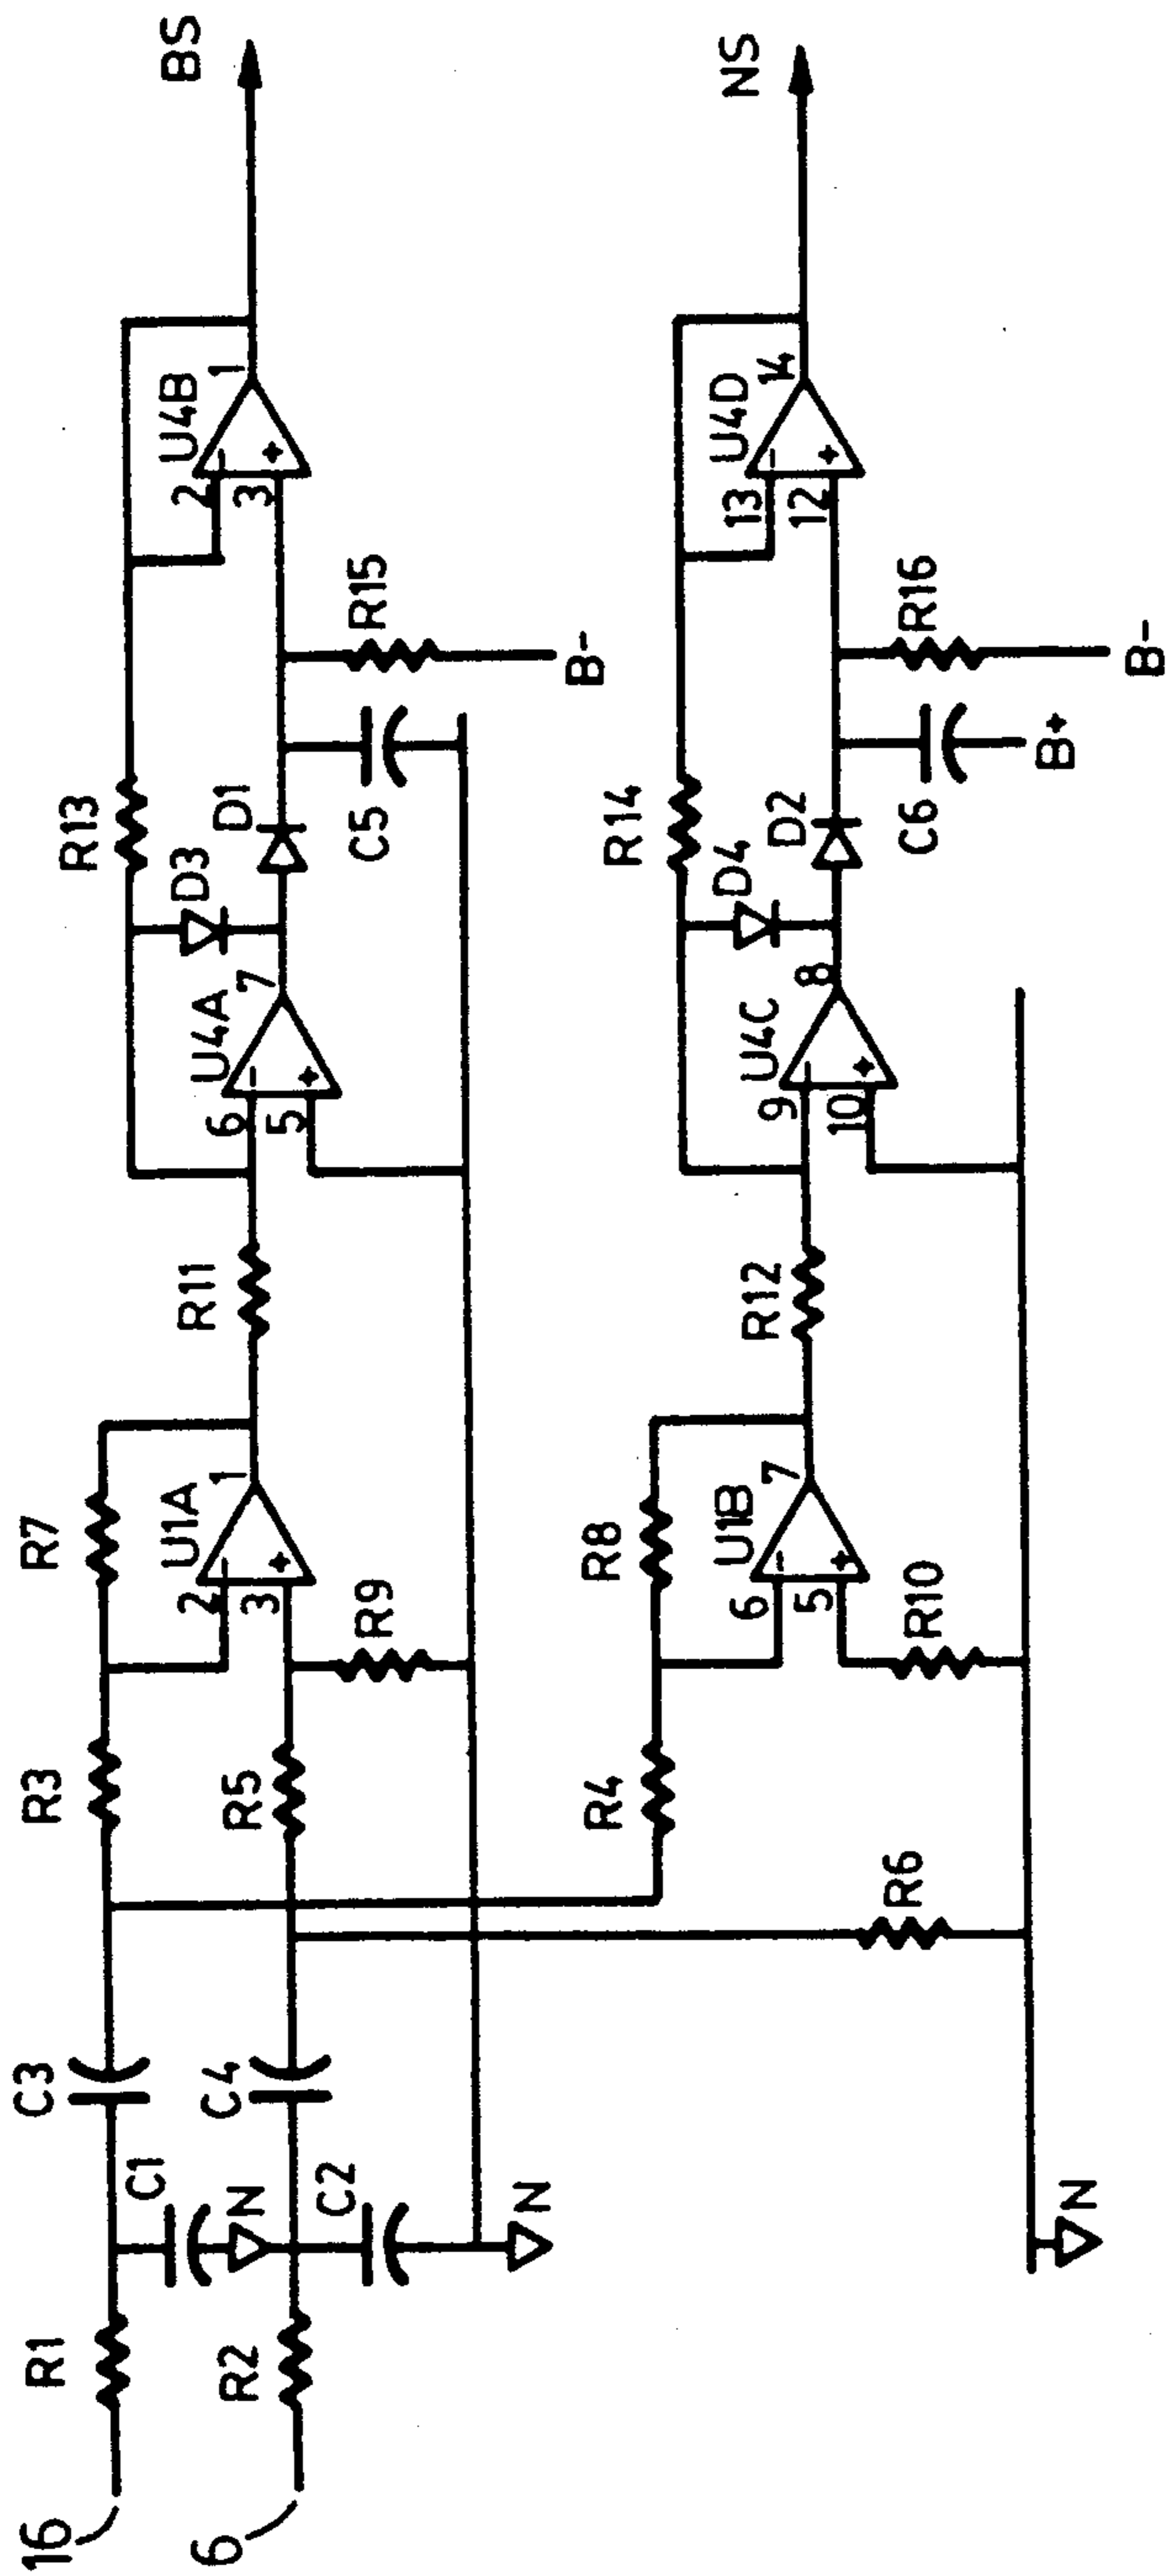 16
R1
C1
C3
R3
R7
U1A
2
3
1
R11
U4A
6
5
7
R13
D3
D1
U4B
2
3
1
BS
6
R2
N
C2
C4
R5
R9
C5
R15
B-
N
R4
R8
U1B
6
5
7
R12
U4C
9
10
8
R14
D4
D2
U4D
13
12
14
NS
R6
R10
C6
B+
R16
B-
N